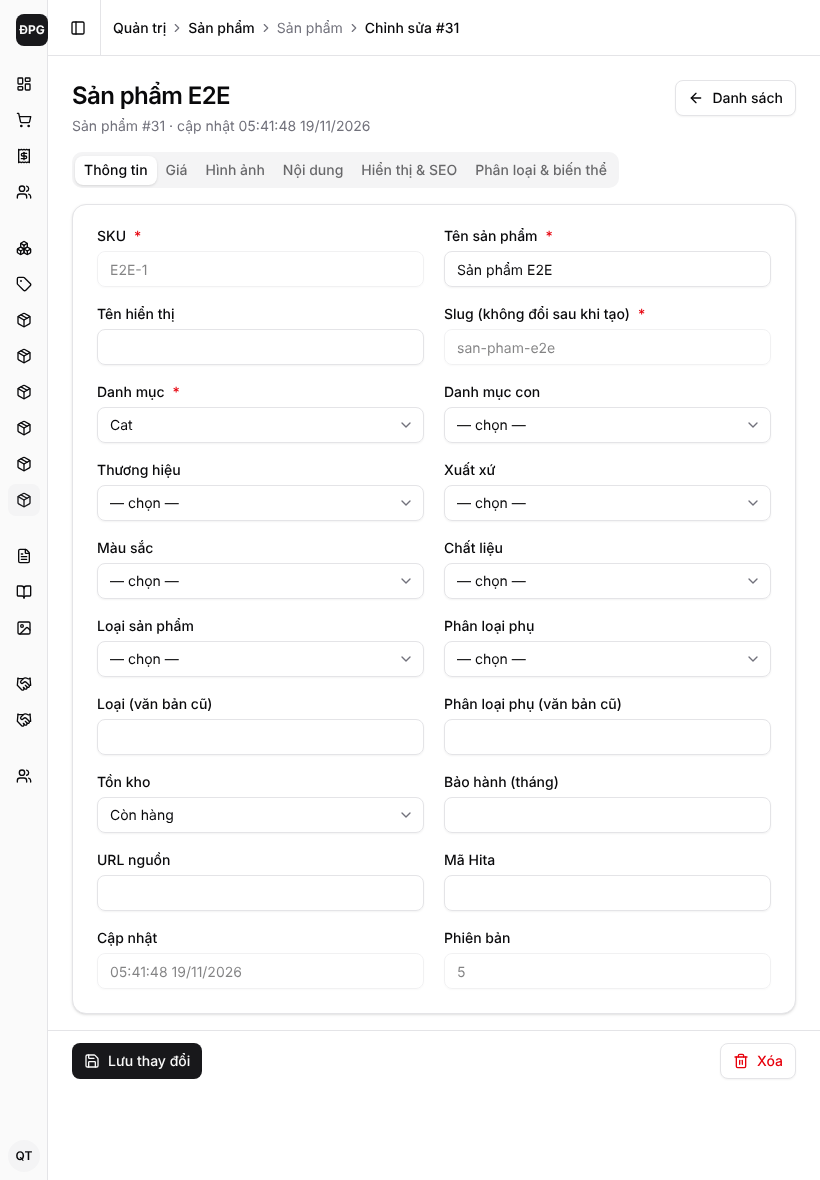 ĐPG
Quản trị > Sản phẩm > Sản phẩm > Chỉnh sửa #31
Sản phẩm E2E
Danh sách
Sản phẩm #31 · cập nhật 05:41:48 19/11/2026
Thông tin Giá Hình ảnh Nội dung Hiển thị & SEO Phân loại & biến thể
SKU * Tên sản phẩm *
E2E-1 Sản phẩm E2E
Tên hiển thị Slug (không đổi sau khi tạo) *
san-pham-e2e
Danh mục * Danh mục con
Cat — chọn —
Thương hiệu Xuất xứ
— chọn — — chọn —
Màu sắc Chất liệu
— chọn — — chọn —
Loại sản phẩm Phân loại phụ
— chọn — — chọn —
Loại (văn bản cũ) Phân loại phụ (văn bản cũ)
Tồn kho Bảo hành (tháng)
Còn hàng
URL nguồn Mã Hita
Cập nhật Phiên bản
05:41:48 19/11/2026 5
Lưu thay đổi Xóa
QT